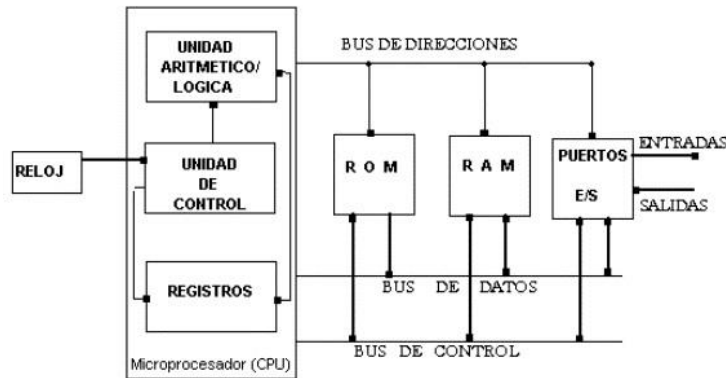 UNIDAD
ARITMETICO/
LOGICA
BUS DE DIRECCIONES
RELOJ
UNIDAD
DE
CONTROL
R O M
R A M
PUERTOS
E/S
ENTRADAS
SALIDAS
REGISTROS
BUS DE DATOS
BUS DE CONTROL
Microprocesador (CPU)